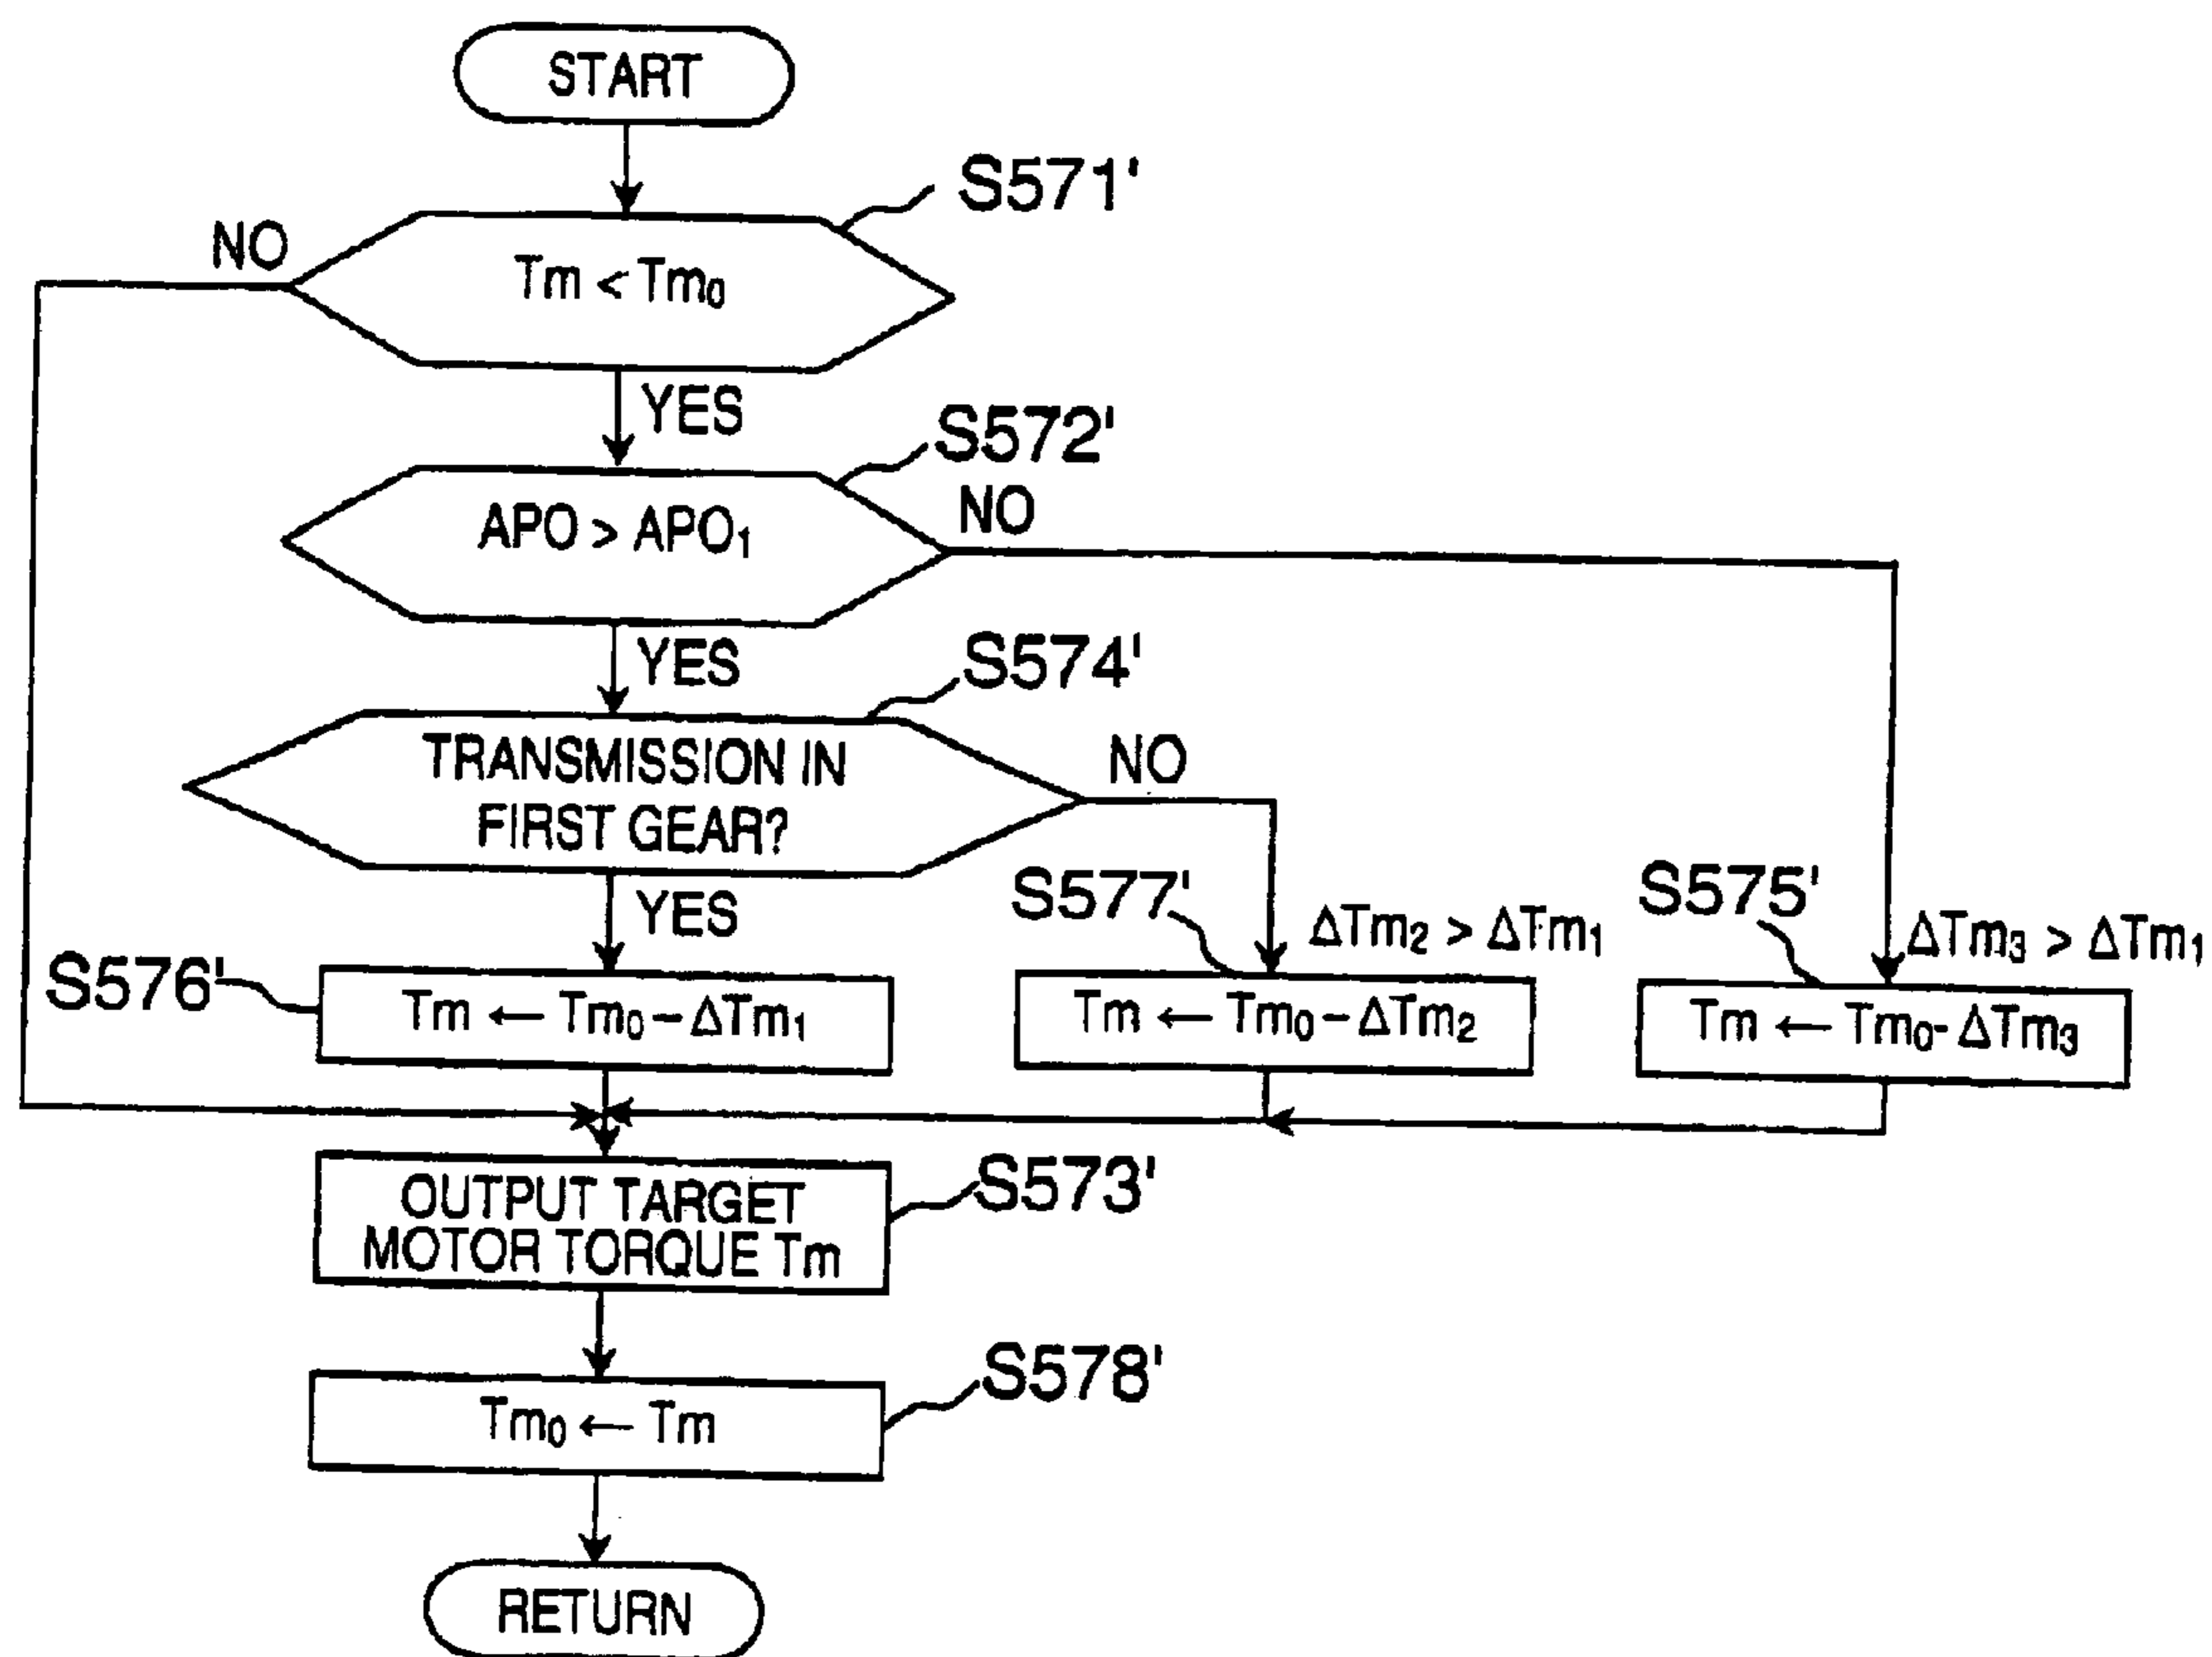 START
S571'
NO
Tm < Tm₀
YES
S572'
APO > APO₁
NO
YES
S574'
TRANSMISSION IN
FIRST GEAR?
NO
YES
S577'
ΔTm₂ > ΔTm₁
S575'
ΔTm₃ > ΔTm₁
S576'
Tm ← Tm₀ – ΔTm₁
Tm ← Tm₀ – ΔTm₂
Tm ← Tm₀ - ΔTm₃
OUTPUT TARGET
MOTOR TORQUE Tm
S573'
Tm₀ ← Tm
S578'
RETURN